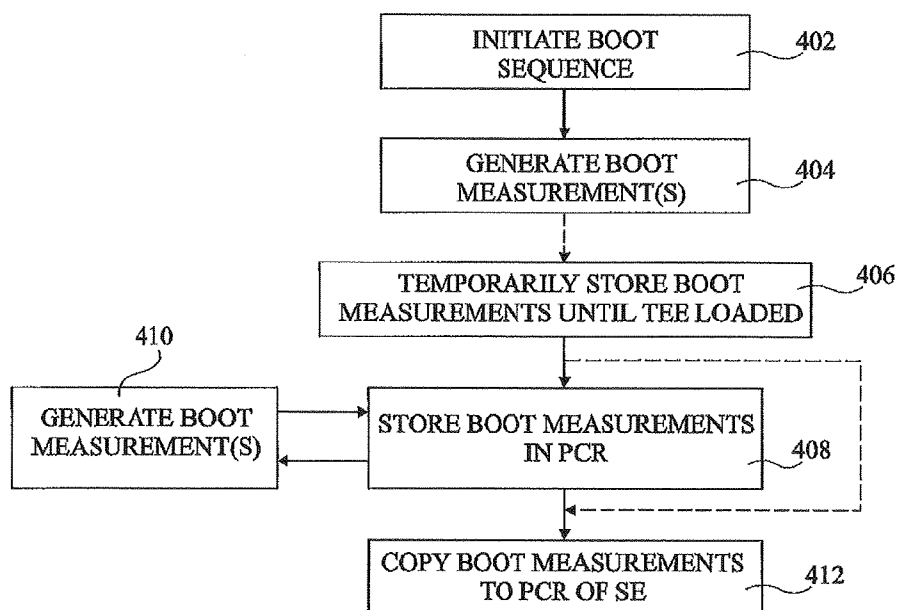 INITIATE BOOT
SEQUENCE
402
GENERATE BOOT
MEASUREMENT(S)
404
TEMPORARILY STORE BOOT
MEASUREMENTS UNTIL TEE LOADED
406
410
GENERATE BOOT
MEASUREMENT(S)
STORE BOOT MEASUREMENTS
IN PCR
408
COPY BOOT MEASUREMENTS
TO PCR OF SE
412